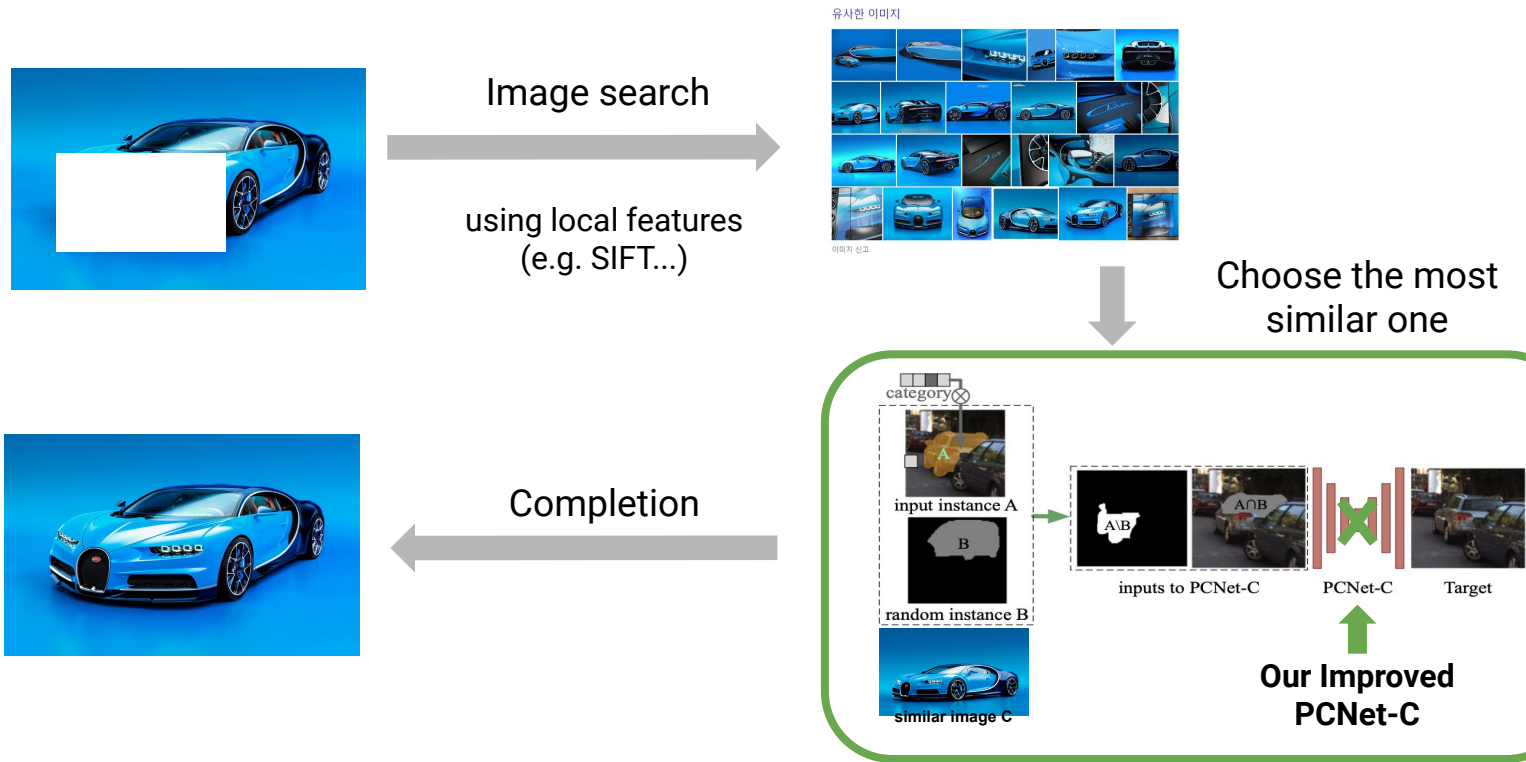 유사한 이미지
Image search
using local features
(e.g. SIFT...)
이미지 신고
Choose the most
similar one
category
A
input instance A
B
random instance B
similar image C
A\B
A∩B
inputs to PCNet-C
PCNet-C
Target
Our Improved
PCNet-C
Completion